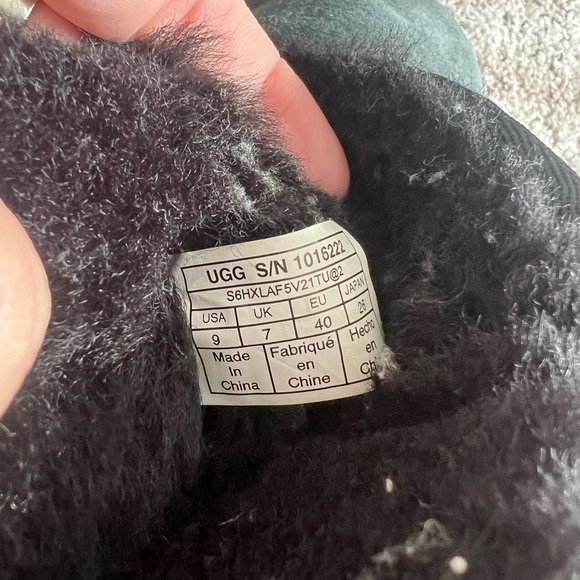 UGG S/N 1016222
S6HXLAF5V21TU@2
USA UK EU JAPAN
9 7 40 26
Made In China
Fabriqué en Chine
Hecho en